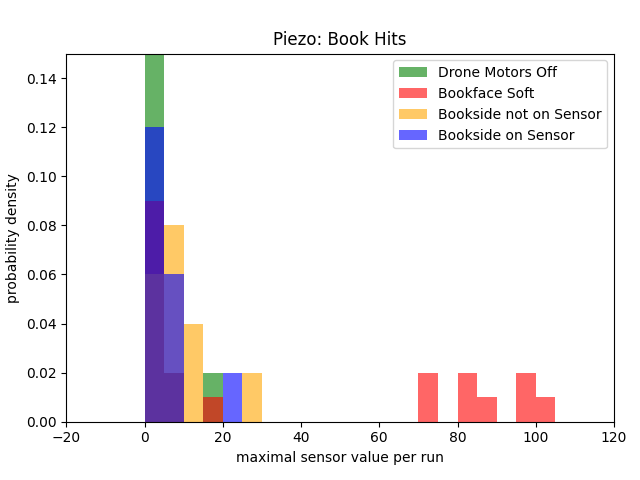 Piezo: Book Hits
Drone Motors Off
Bookface Soft
Bookside not on Sensor
Bookside on Sensor
probability density
0.14
0.12
0.10
0.08
0.06
0.04
0.02
0.00
−20 0 20 40 60 80 100 120
maximal sensor value per run